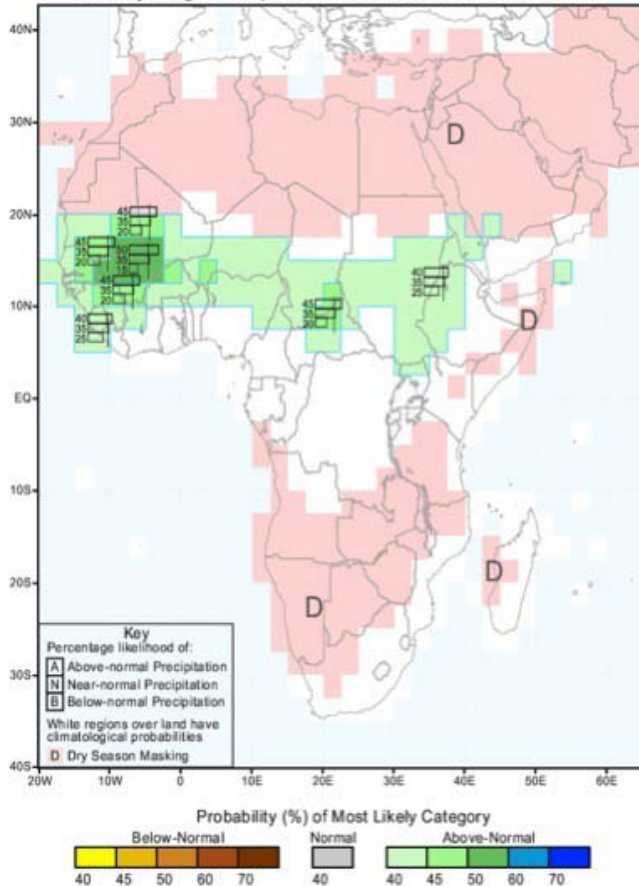 40N
30N
20N
10N
EQ
10S
20S
30S
40S
20W 10W 0 10E 20E 30E 40E 50E 60E
D
D
D
D
45
35
20
45
35
20
50
45
35
20
40
35
25
45
35
20
40
35
25
Key
Percentage likelihood of:
A Above-normal Precipitation
N Near-normal Precipitation
B Below-normal Precipitation
White regions over land have
climatological probabilities
D Dry Season Masking
Probability (%) of Most Likely Category
Below-Normal Normal Above-Normal
40 45 50 60 70 40 40 45 50 60 70